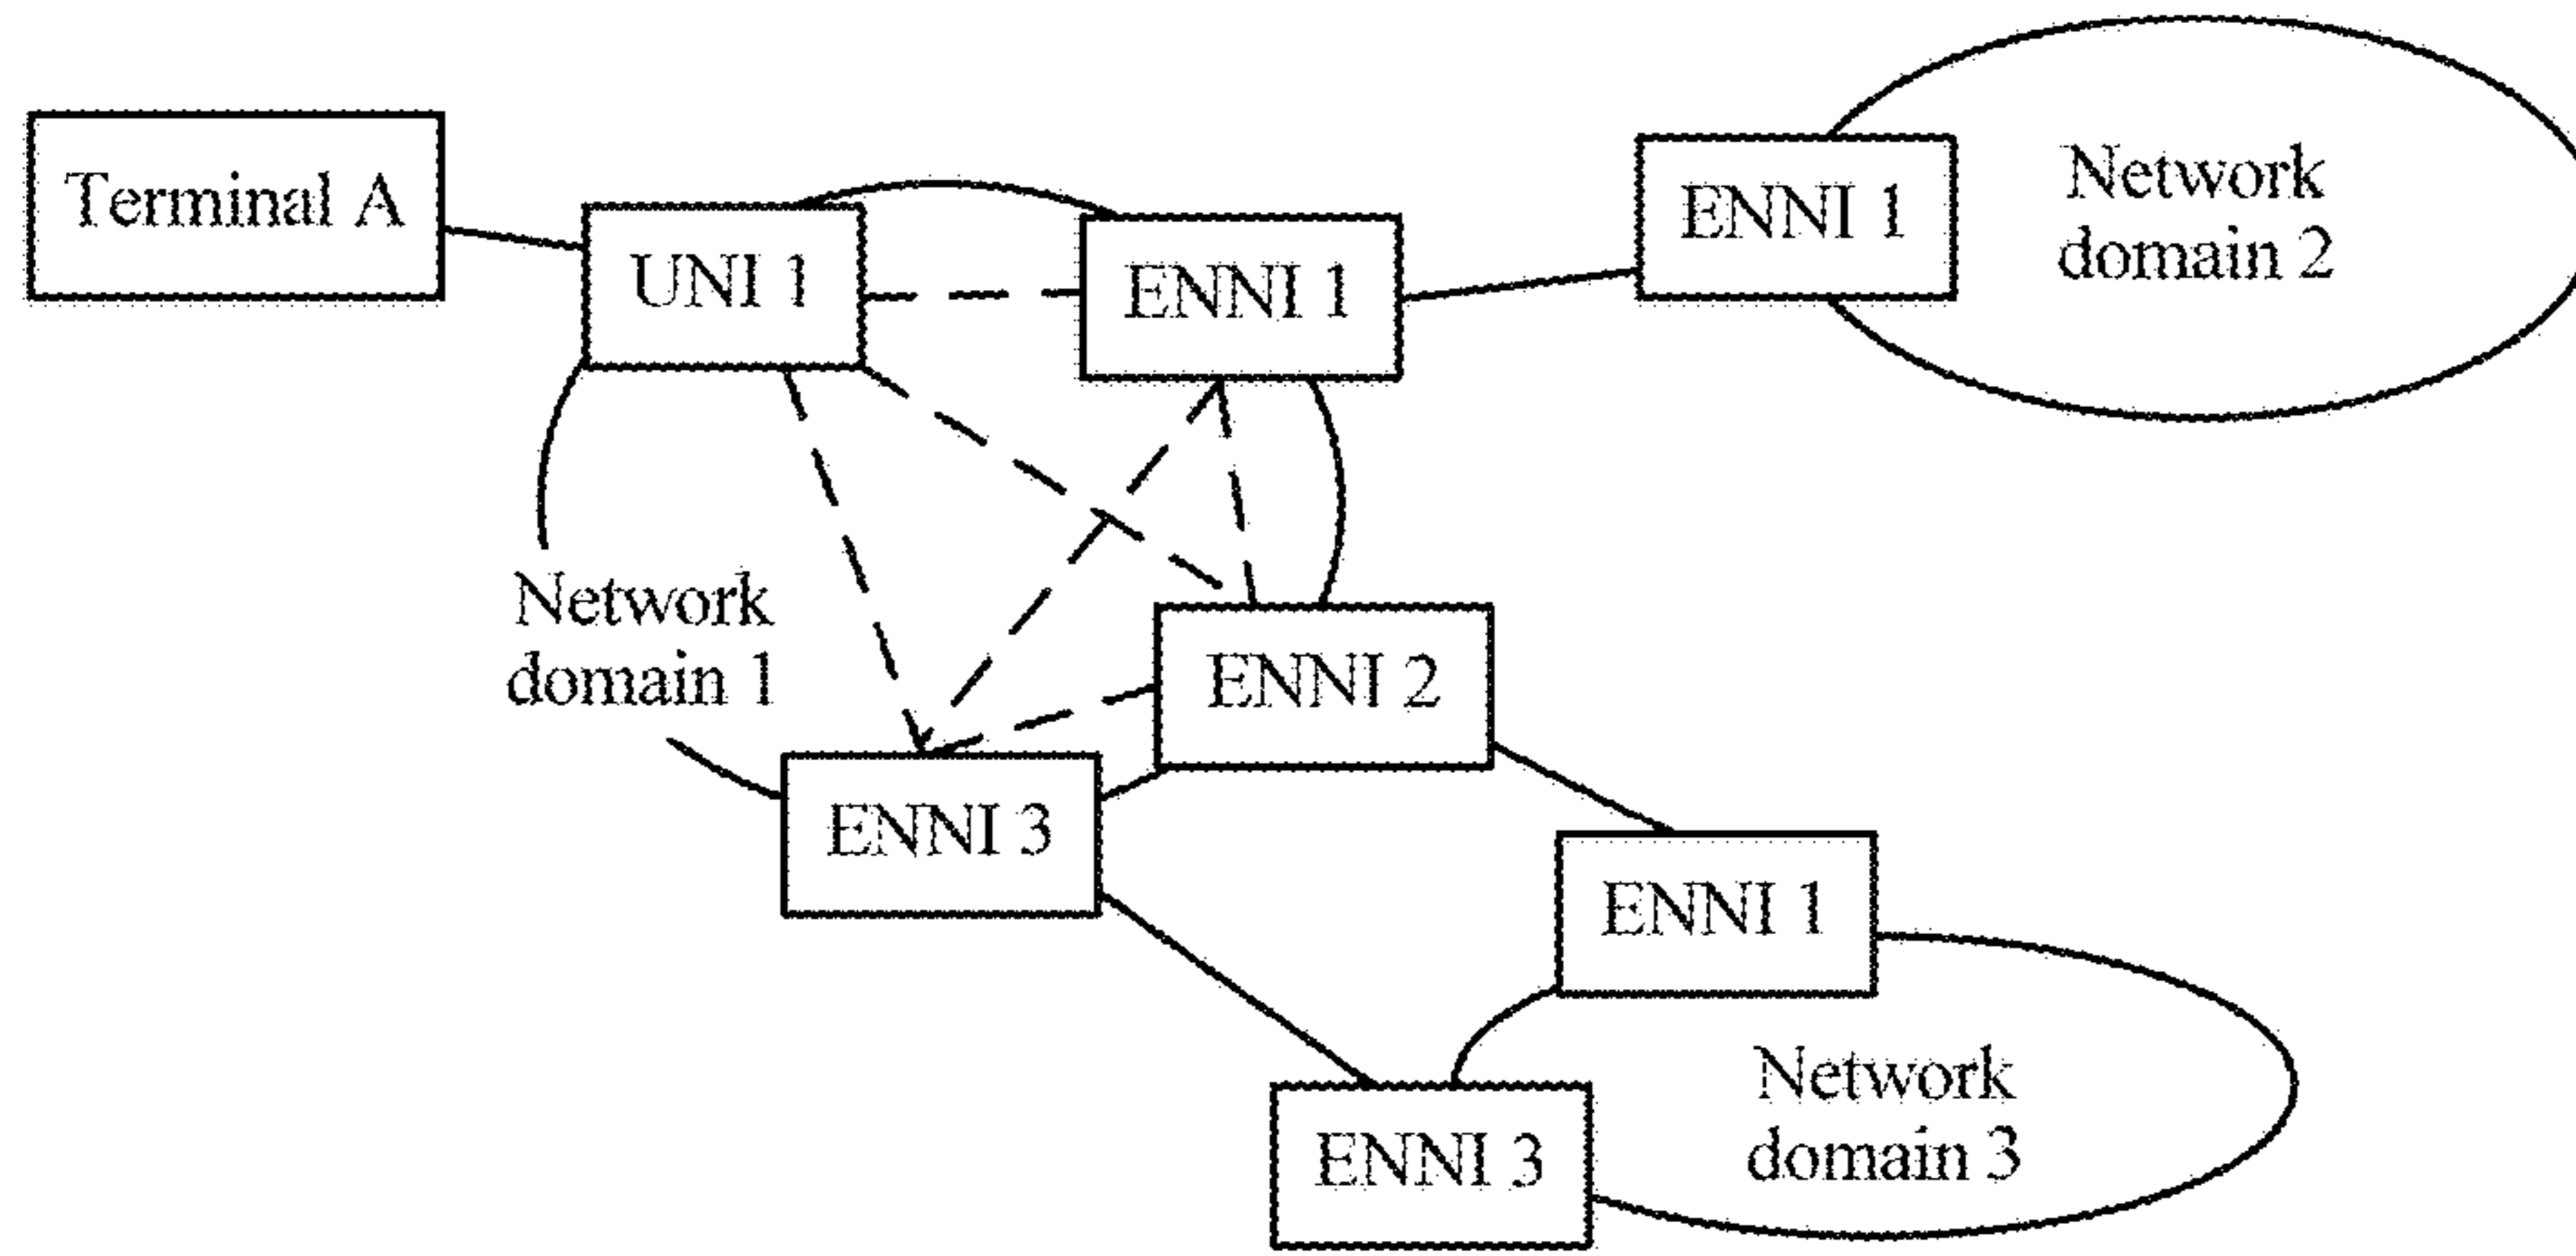 Terminal A
UNI 1
ENNI 1
ENNI 1
Network
domain 2
Network
domain 1
ENNI 2
ENNI 3
ENNI 1
Network
domain 3
ENNI 3